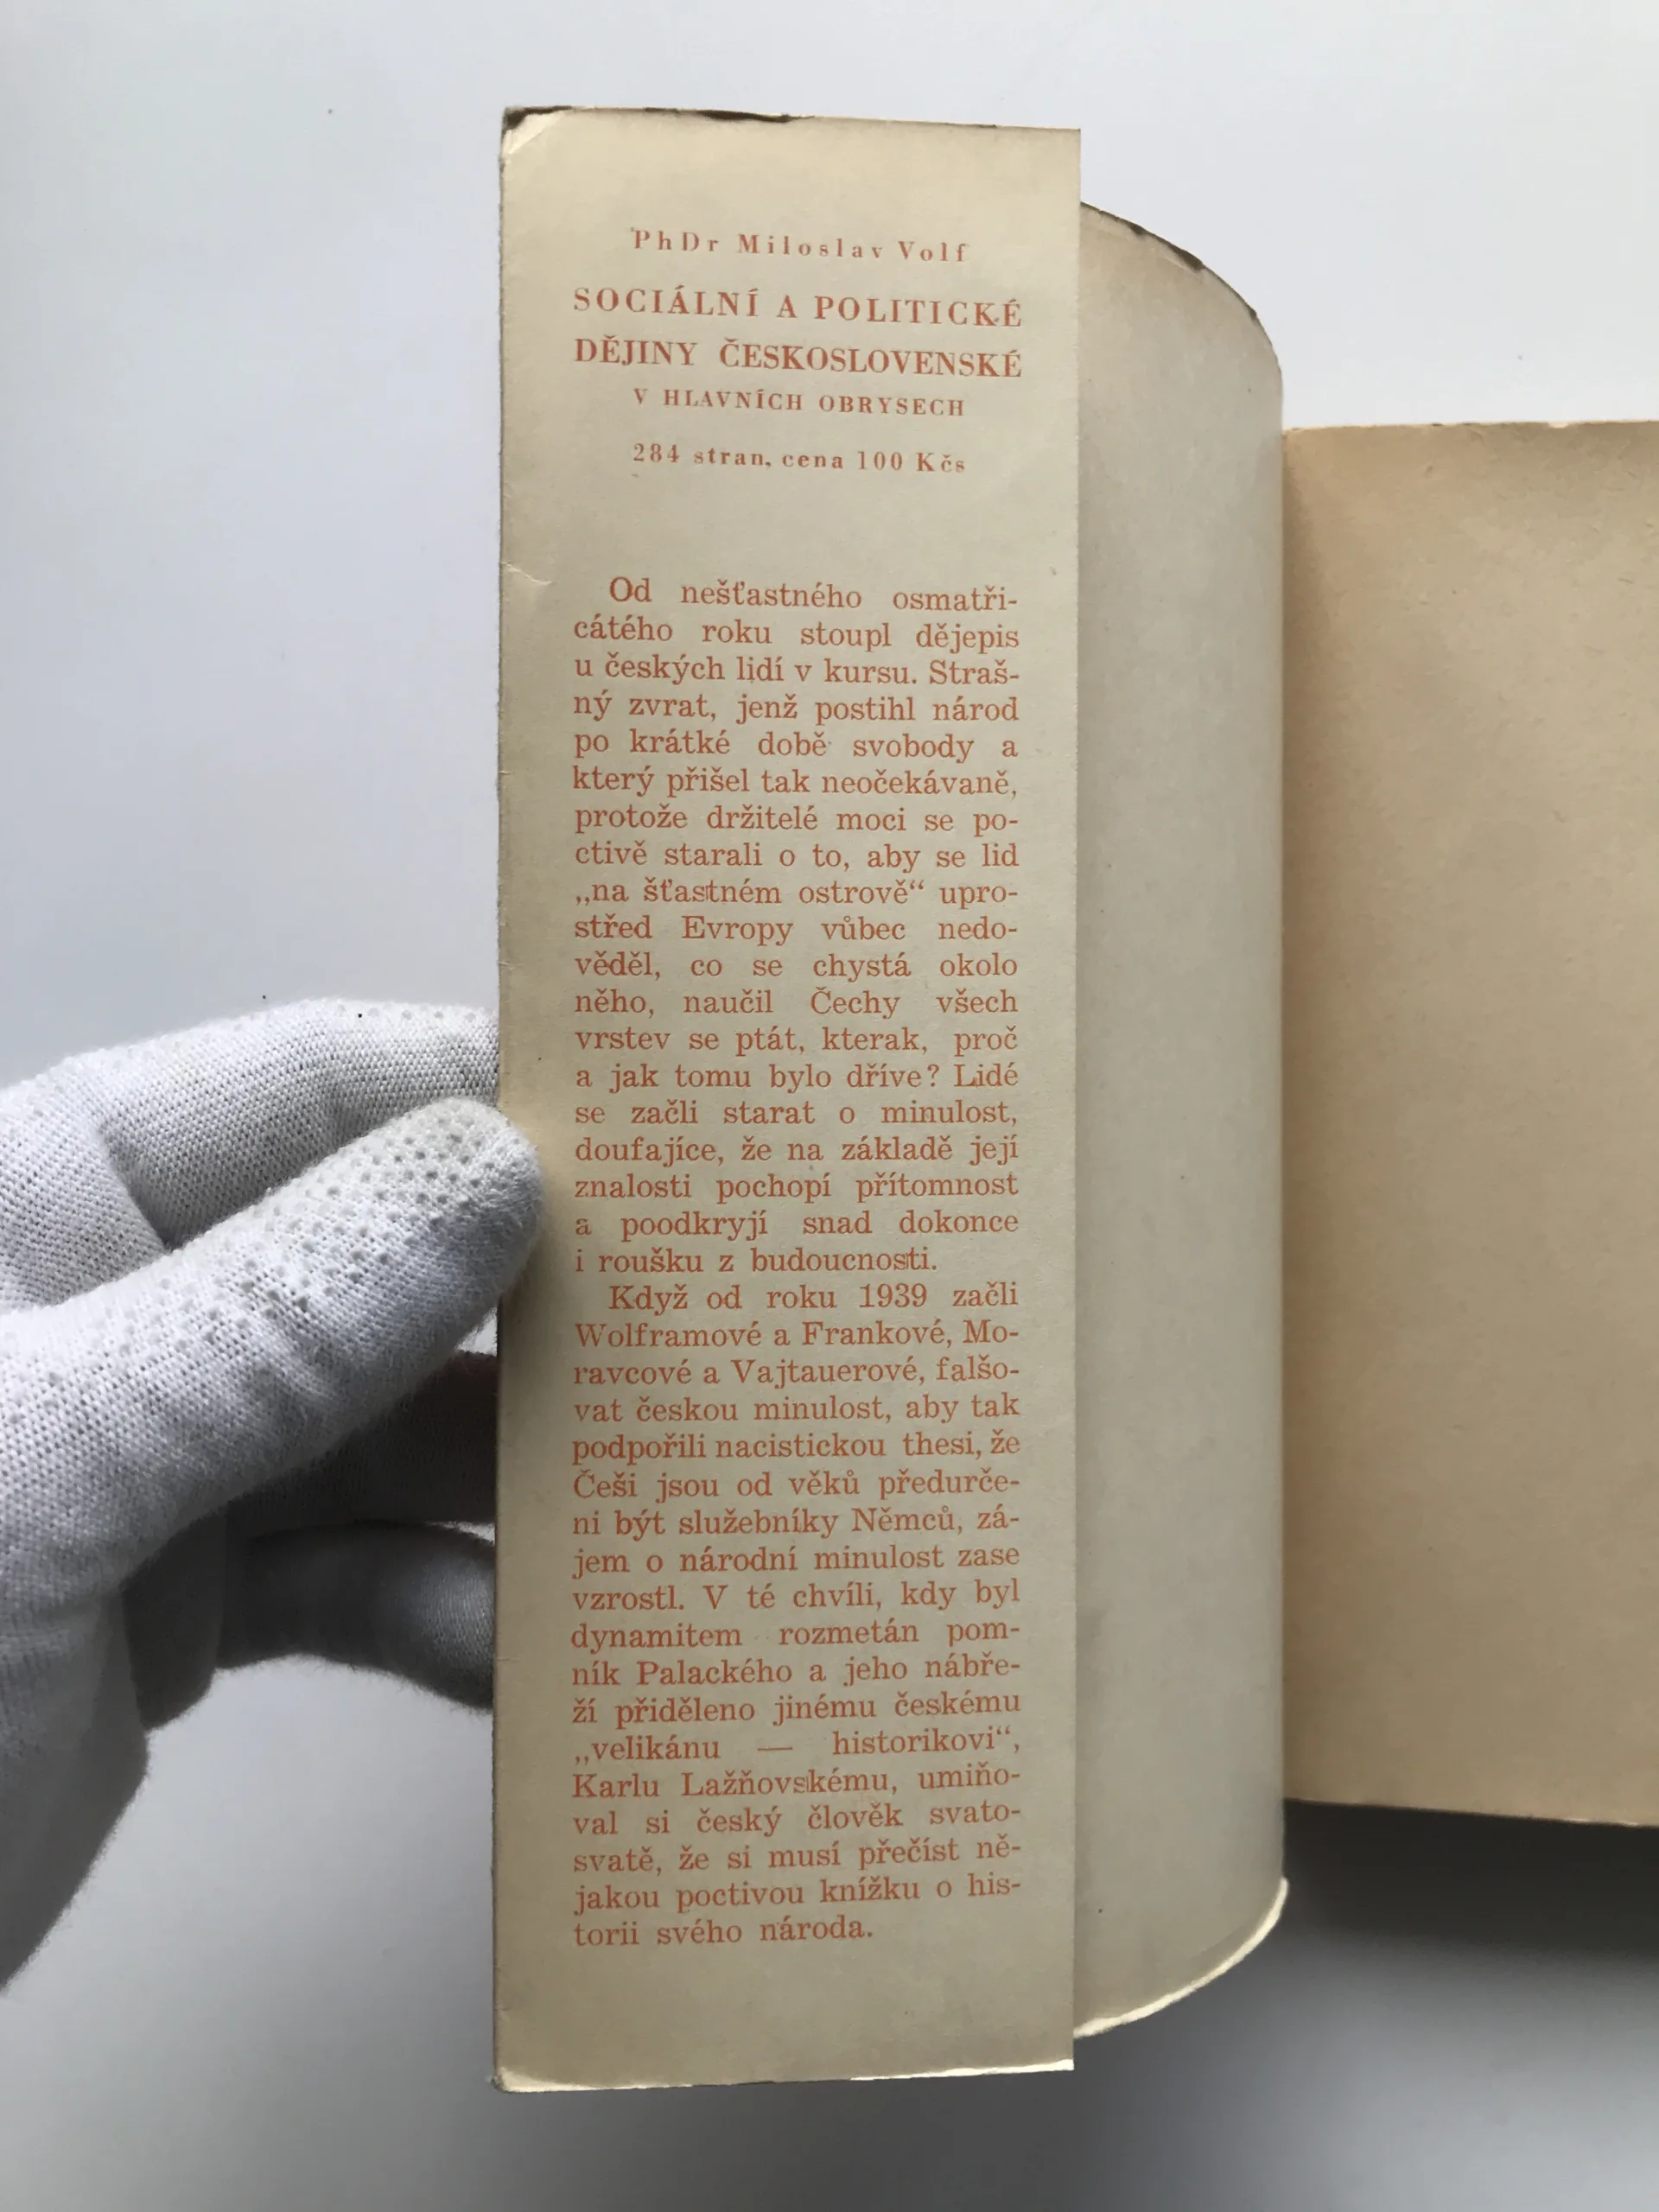 PhDr Miloslav Volf
SOCIÁLNÍ A POLITICKÉ
DĚJINY ČESKOSLOVENSKÉ
V HLAVNÍCH OBRYSECH
284 stran, cena 100 Kčs
Od nešťastného osmatři-
cátého roku stoupl dějepis
u českých lidí v kursu. Straš-
ný zvrat, jenž postihl národ
po krátké době svobody a
který přišel tak neočekávaně,
protože držitelé moci se po-
ctivě starali o to, aby se lid
„na šťastném ostrově“ upro-
střed Evropy vůbec nedo-
věděl, co se chystá okolo
něho, naučil Čechy všech
vrstev se ptát, kterak, proč
a jak tomu bylo dříve? Lidé
se začli starat o minulost,
doufajíce, že na základě její
znalosti pochopí přítomnost
a poodkryjí snad dokonce
i roušku z budoucnosti.
Když od roku 1939 začli
Wolframové a Frankové, Mo-
ravcové a Vajtauerové, falšo-
vat českou minulost, aby tak
podpořili nacistickou thesi, že
Češi jsou od věků předurče-
ni být služebníky Němců, zá-
jem o národní minulost zase
vzrostl. V té chvíli, kdy byl
dynamitem rozmetán pom-
ník Palackého a jeho nábře-
ží přiděleno jinému českému
„velikánu — historikovi“,
Karlu Lažňovskému, umiňo-
val si český člověk svato-
svatě, že si musí přečíst ně-
jakou poctivou knížku o his-
torii svého národa.